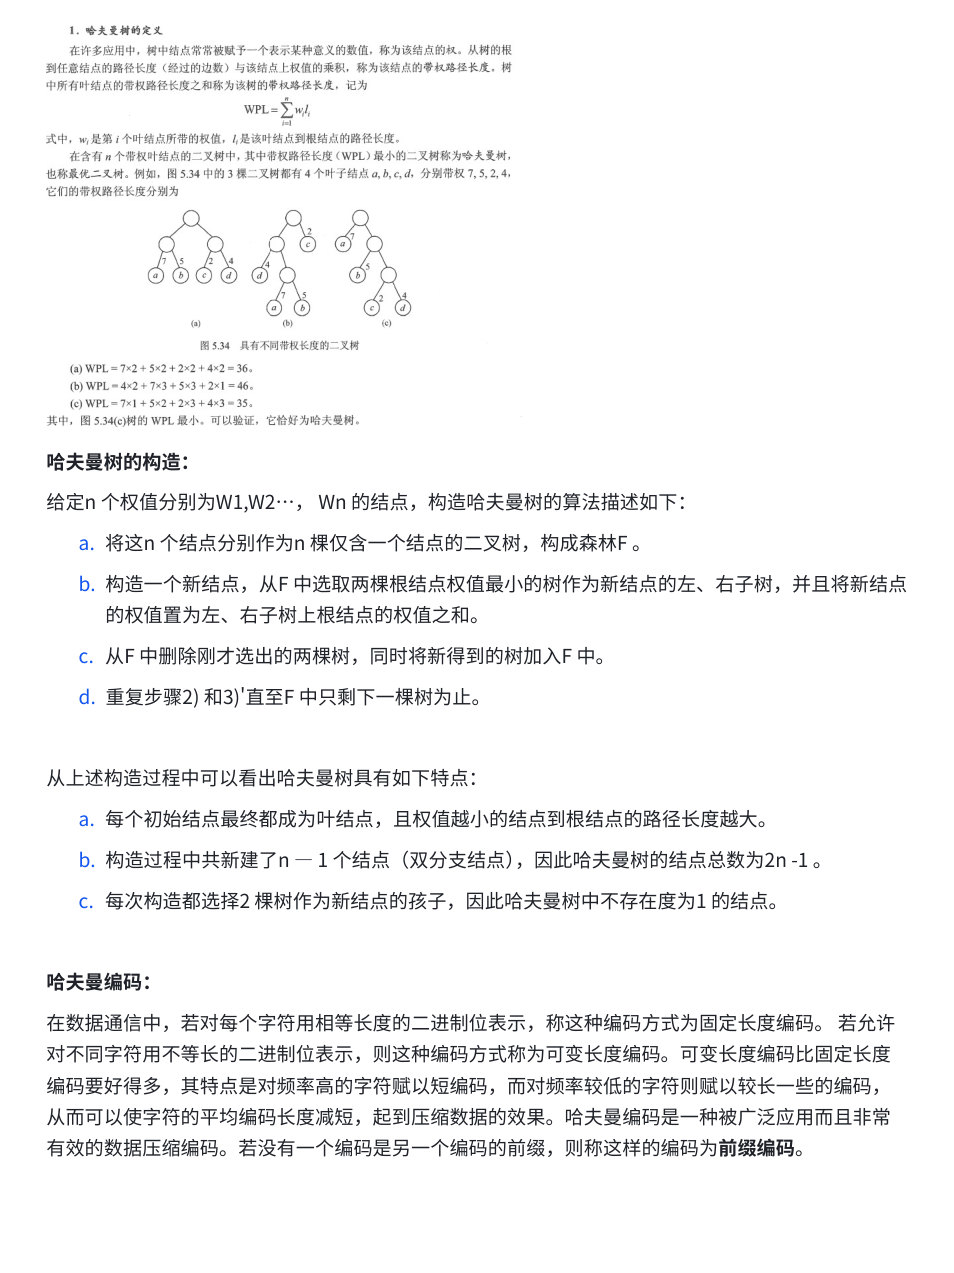 1. 哈夫曼树的定义
在许多应用中，树中结点常常被赋予一个表示某种意义的数值，称为该结点的权。从树的根
到任意结点的路径长度（经过的边数）与该结点上权值的乘积，称为该结点的带权路径长度。树
中所有叶结点的带权路径长度之和称为该树的带权路径长度，记为
WPL = ∑ᵢ₌₁ⁿ wᵢlᵢ
式中，wᵢ是第 i 个叶结点所带的权值，lᵢ是该叶结点到根结点的路径长度。
在含有 n 个带权叶结点的二叉树中，其中带权路径长度（WPL）最小的二叉树称为哈夫曼树，
也称最优二叉树。例如，图 5.34 中的 3 棵二叉树都有 4 个叶子结点 a, b, c, d，分别带权 7, 5, 2, 4，
它们的带权路径长度分别为
7 5 2 4
a b c d
(a)
2
c
4
d
7 5
a b
(b)
7
a
5
b
2 4
c d
(c)
图 5.34 具有不同带权长度的二叉树
(a) WPL = 7×2 + 5×2 + 2×2 + 4×2 = 36。
(b) WPL = 4×2 + 7×3 + 5×3 + 2×1 = 46。
(c) WPL = 7×1 + 5×2 + 2×3 + 4×3 = 35。
其中，图 5.34(c)树的 WPL 最小。可以验证，它恰好为哈夫曼树。
哈夫曼树的构造：
给定n 个权值分别为W1,W2…， Wn 的结点，构造哈夫曼树的算法描述如下：
a. 将这n 个结点分别作为n 棵仅含一个结点的二叉树，构成森林F 。
b. 构造一个新结点，从F 中选取两棵根结点权值最小的树作为新结点的左、右子树，并且将新结点
的权值置为左、右子树上根结点的权值之和。
c. 从F 中删除刚才选出的两棵树，同时将新得到的树加入F 中。
d. 重复步骤2) 和3)'直至F 中只剩下一棵树为止。
从上述构造过程中可以看出哈夫曼树具有如下特点：
a. 每个初始结点最终都成为叶结点，且权值越小的结点到根结点的路径长度越大。
b. 构造过程中共新建了n — 1 个结点（双分支结点），因此哈夫曼树的结点总数为2n -1 。
c. 每次构造都选择2 棵树作为新结点的孩子，因此哈夫曼树中不存在度为1 的结点。
哈夫曼编码：
在数据通信中，若对每个字符用相等长度的二进制位表示，称这种编码方式为固定长度编码。 若允许
对不同字符用不等长的二进制位表示，则这种编码方式称为可变长度编码。可变长度编码比固定长度
编码要好得多，其特点是对频率高的字符赋以短编码，而对频率较低的字符则赋以较长一些的编码，
从而可以使字符的平均编码长度减短，起到压缩数据的效果。哈夫曼编码是一种被广泛应用而且非常
有效的数据压缩编码。若没有一个编码是另一个编码的前缀，则称这样的编码为前缀编码。